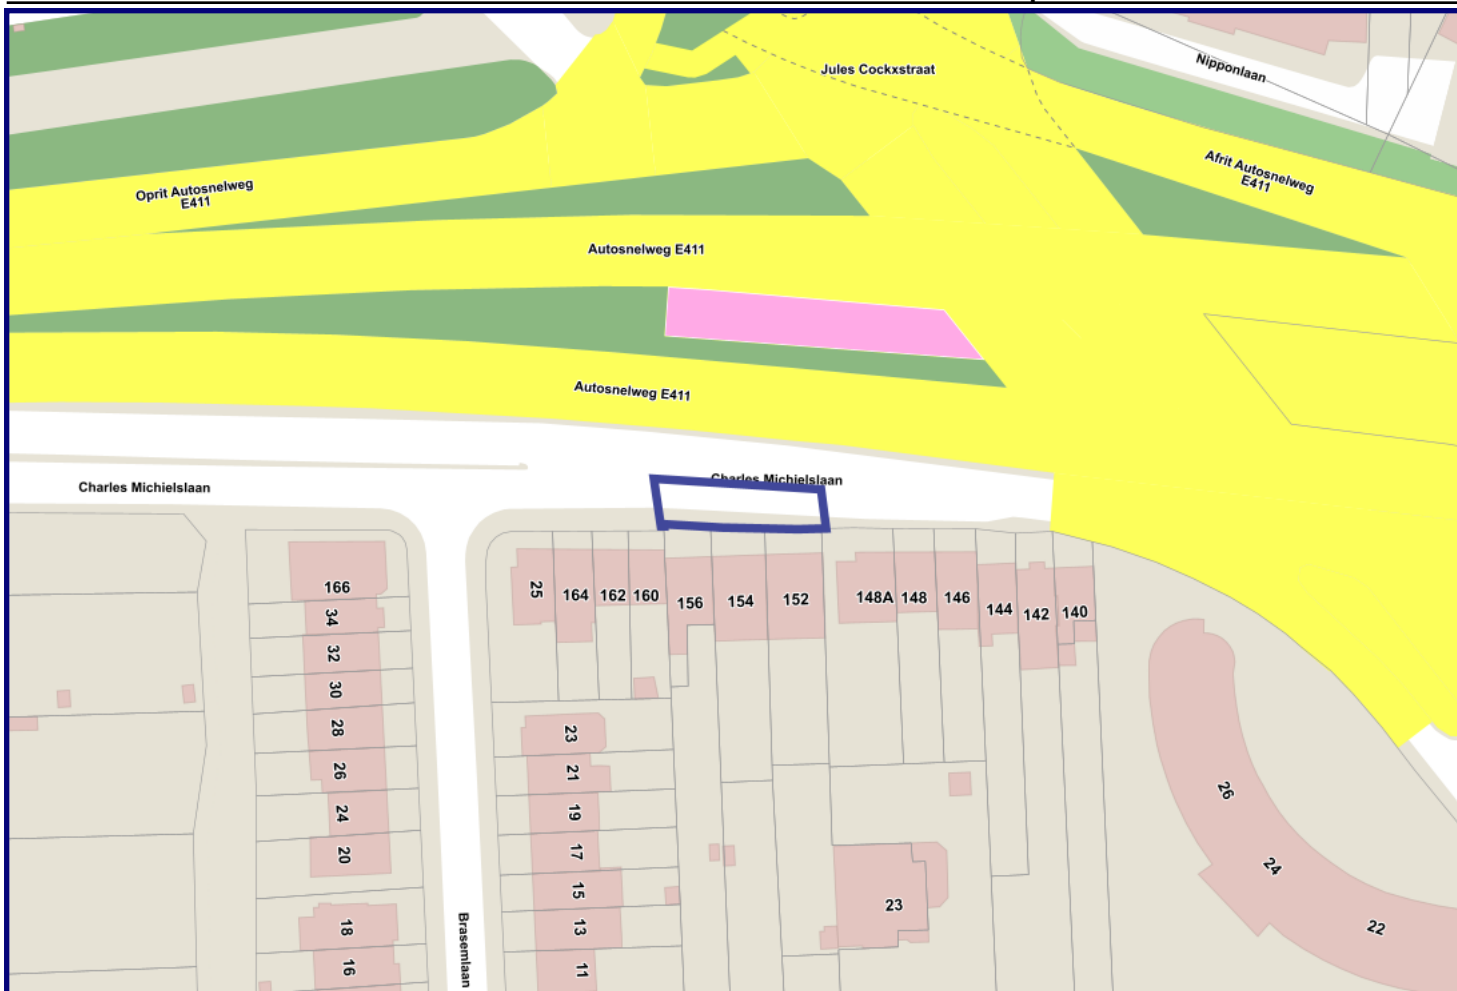 Jules Cockxstraat
Nipponlaan
Oprit Autosnelweg
E411
Afrit Autosnelweg
E411
Autosnelweg E411
Autosnelweg E411
Charles Michielslaan
Charles Michielslaan
166
34
32
30
28
26
24
20
18
16
Brasemlaan
25
164
162
160
156
154
152
148A
148
146
144
142
140
23
21
19
17
15
13
11
23
26
24
22